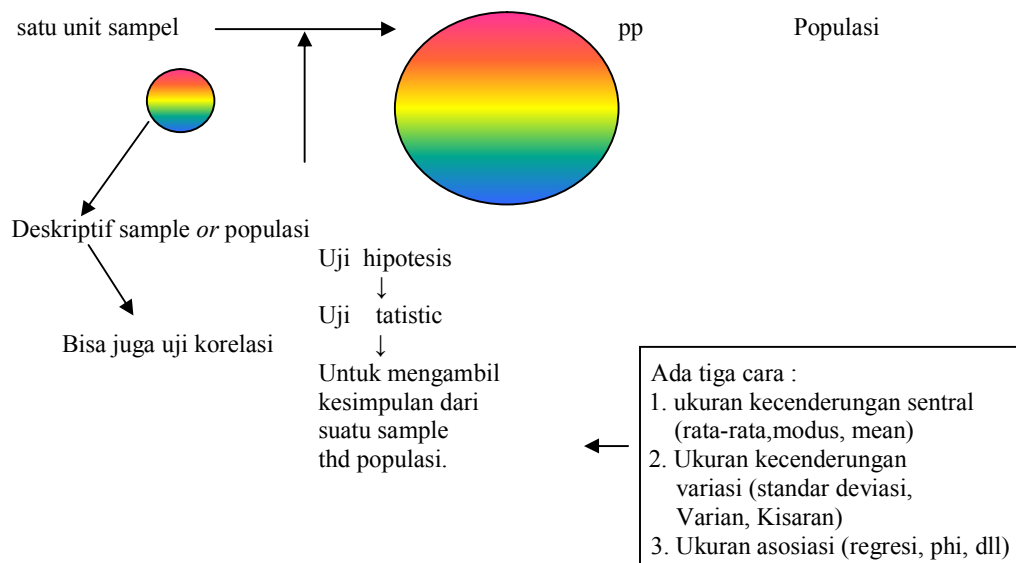 satu unit sampel
pp
Populasi
Deskriptif sample or populasi
Bisa juga uji korelasi
Uji hipotesis
↓
Uji tatistic
↓
Untuk mengambil
kesimpulan dari
suatu sample
thd populasi.
Ada tiga cara :
1. ukuran kecenderungan sentral
(rata-rata,modus, mean)
2. Ukuran kecenderungan
variasi (standar deviasi,
Varian, Kisaran)
3. Ukuran asosiasi (regresi, phi, dll)